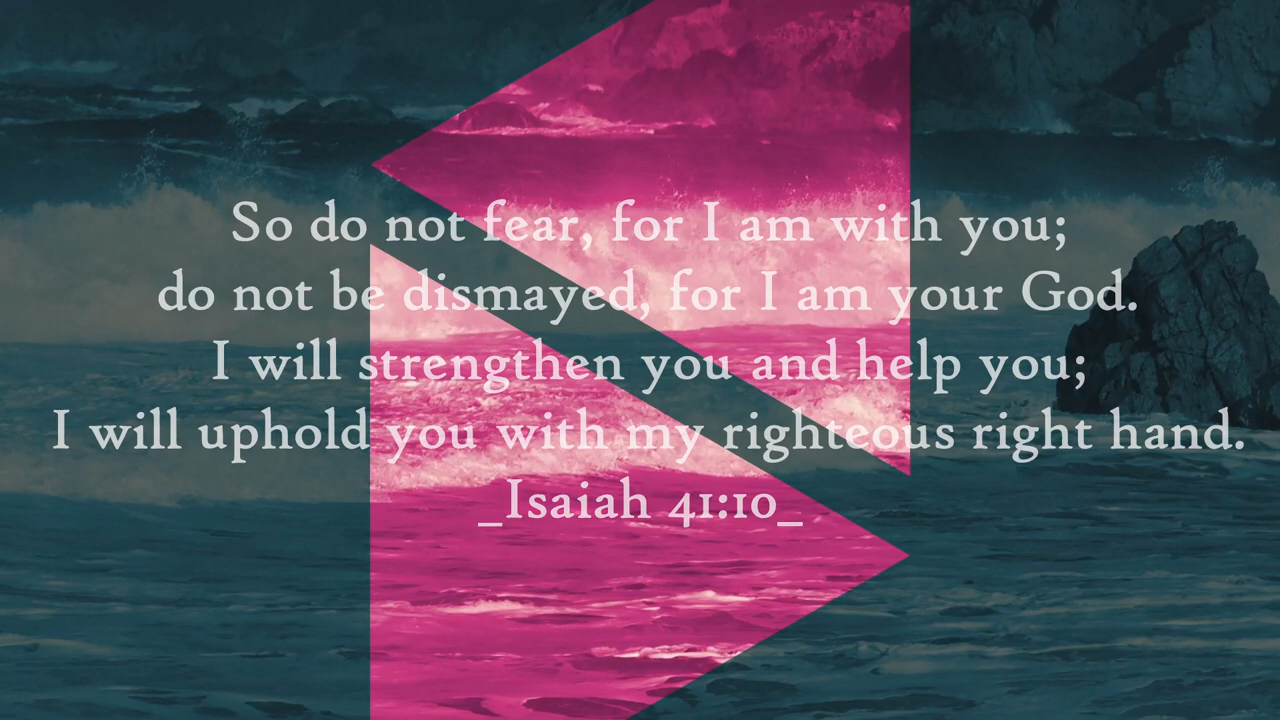 So do not fear, for I am with you;
do not be dismayed, for I am your God.
I will strengthen you and help you;
I will uphold you with my righteous right hand.
_Isaiah 41:10_